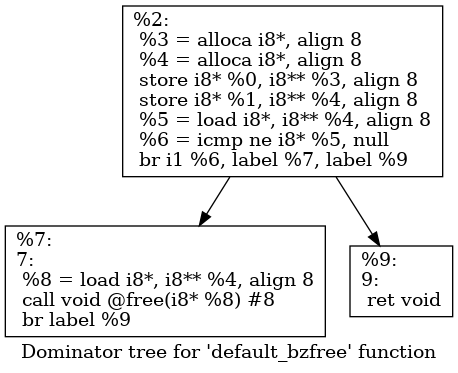 %2:
%3 = alloca i8*, align 8
%4 = alloca i8*, align 8
store i8* %0, i8** %3, align 8
store i8* %1, i8** %4, align 8
%5 = load i8*, i8** %4, align 8
%6 = icmp ne i8* %5, null
br i1 %6, label %7, label %9
%7:
7:
%8 = load i8*, i8** %4, align 8
call void @free(i8* %8) #8
br label %9
%9:
9:
ret void
Dominator tree for 'default_bzfree' function